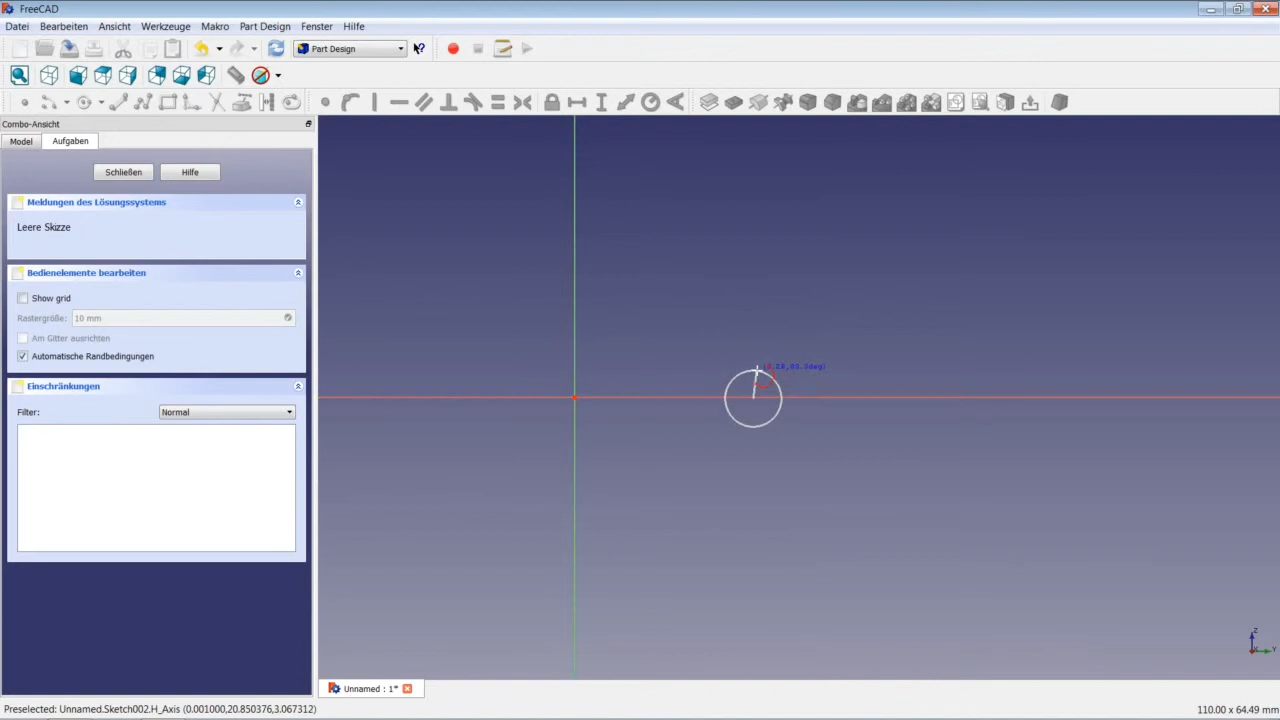 FreeCAD
Datei Bearbeiten Ansicht Werkzeuge Makro Part Design Fenster Hilfe
Part Design
Combo-Ansicht
Model Aufgaben
Schließen Hilfe
Meldungen des Lösungssystems
Leere Skizze
Bedienelemente bearbeiten
Show grid
Rastergröße: 10 mm
Am Gitter ausrichten
Automatische Randbedingungen
Einschränkungen
Filter: Normal
Z
X Y
Unnamed : 1*
Preselected: Unnamed.Sketch002.H_Axis (0.001000,20.850376,3.067312) 110.00 x 64.49 mm